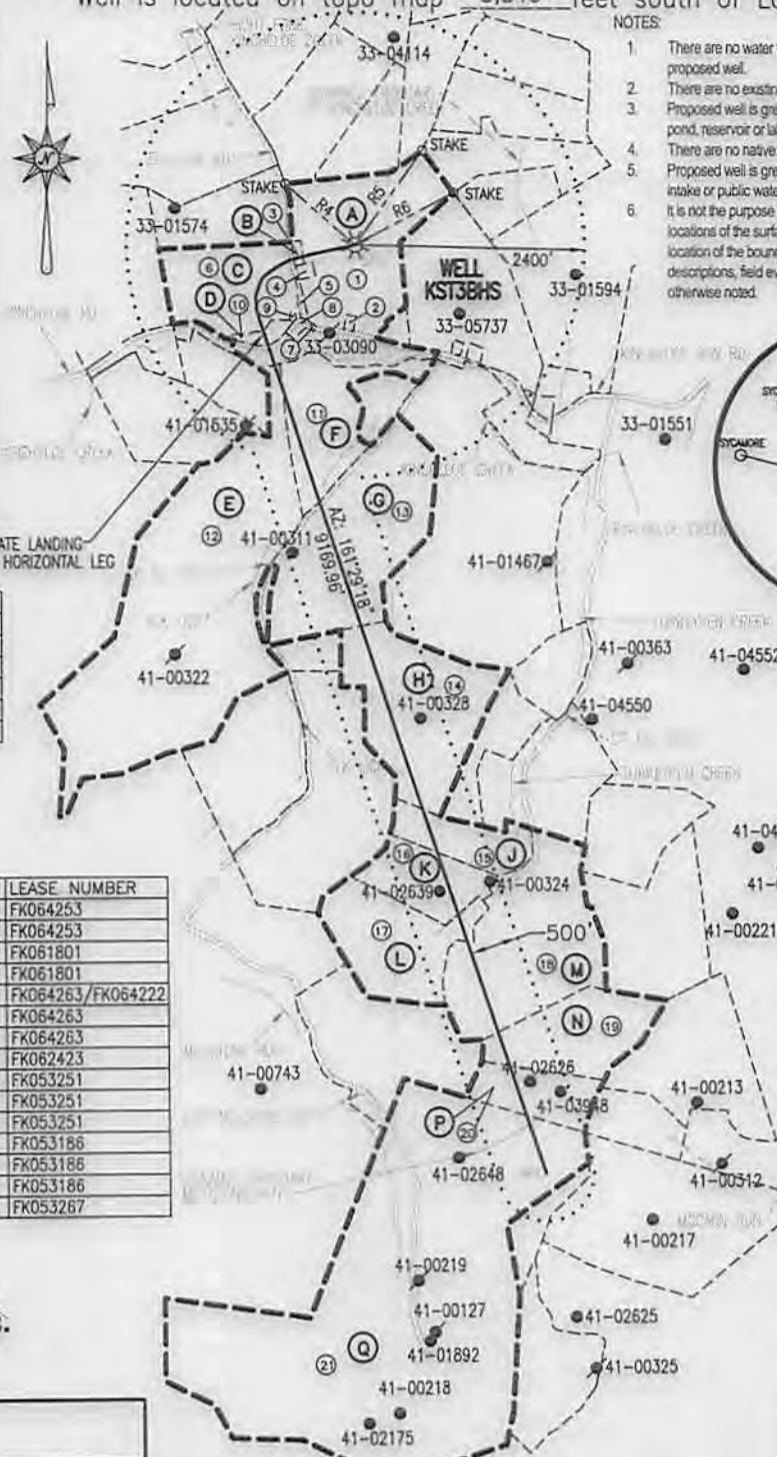 Well is located on topo map feet south of
NOTES:
1. There are no water
proposed well.
2. There are no existin
3. Proposed well is gre
pond, reservoir or la
4. There are no native
5. Proposed well is gre
intake or public wate
6. It is not the purpose
locations of the surfa
location of the boun
descriptions, field ev
otherwise noted.
33-04114
N
STAKE
STAKE
STAKE
R4
R5
R6
33-01574
A
B
3
6
C
4
1
5
D
10
9
8
2
7
2400'
WELL
KST3BHS
33-01594
33-05737
33-03090
41-01635
11
F
33-01551
SYCAMORE
E
12
G
13
ATE LANDING
HORIZONTAL LEG
41-00311
AZ: 161°29'18"
9169.96'
41-01467
41-00322
41-00363
41-04552
H
14
41-00328
41-04550
16
K
15
J
41-02639
41-00324
41-00221
17
L
500'
18
M
N
19
LEASE NUMBER
FK064253
FK064253
FK061801
FK061801
FK064263/FK064222
FK064263
FK064263
FK062423
FK053251
FK053251
FK053251
FK053186
FK053186
FK053186
FK053267
41-00743
41-02626
41-03948
41-00213
P
20
41-02648
41-00312
41-00217
41-00219
41-00127
41-01892
41-02625
Q
21
41-00325
41-00218
41-02175